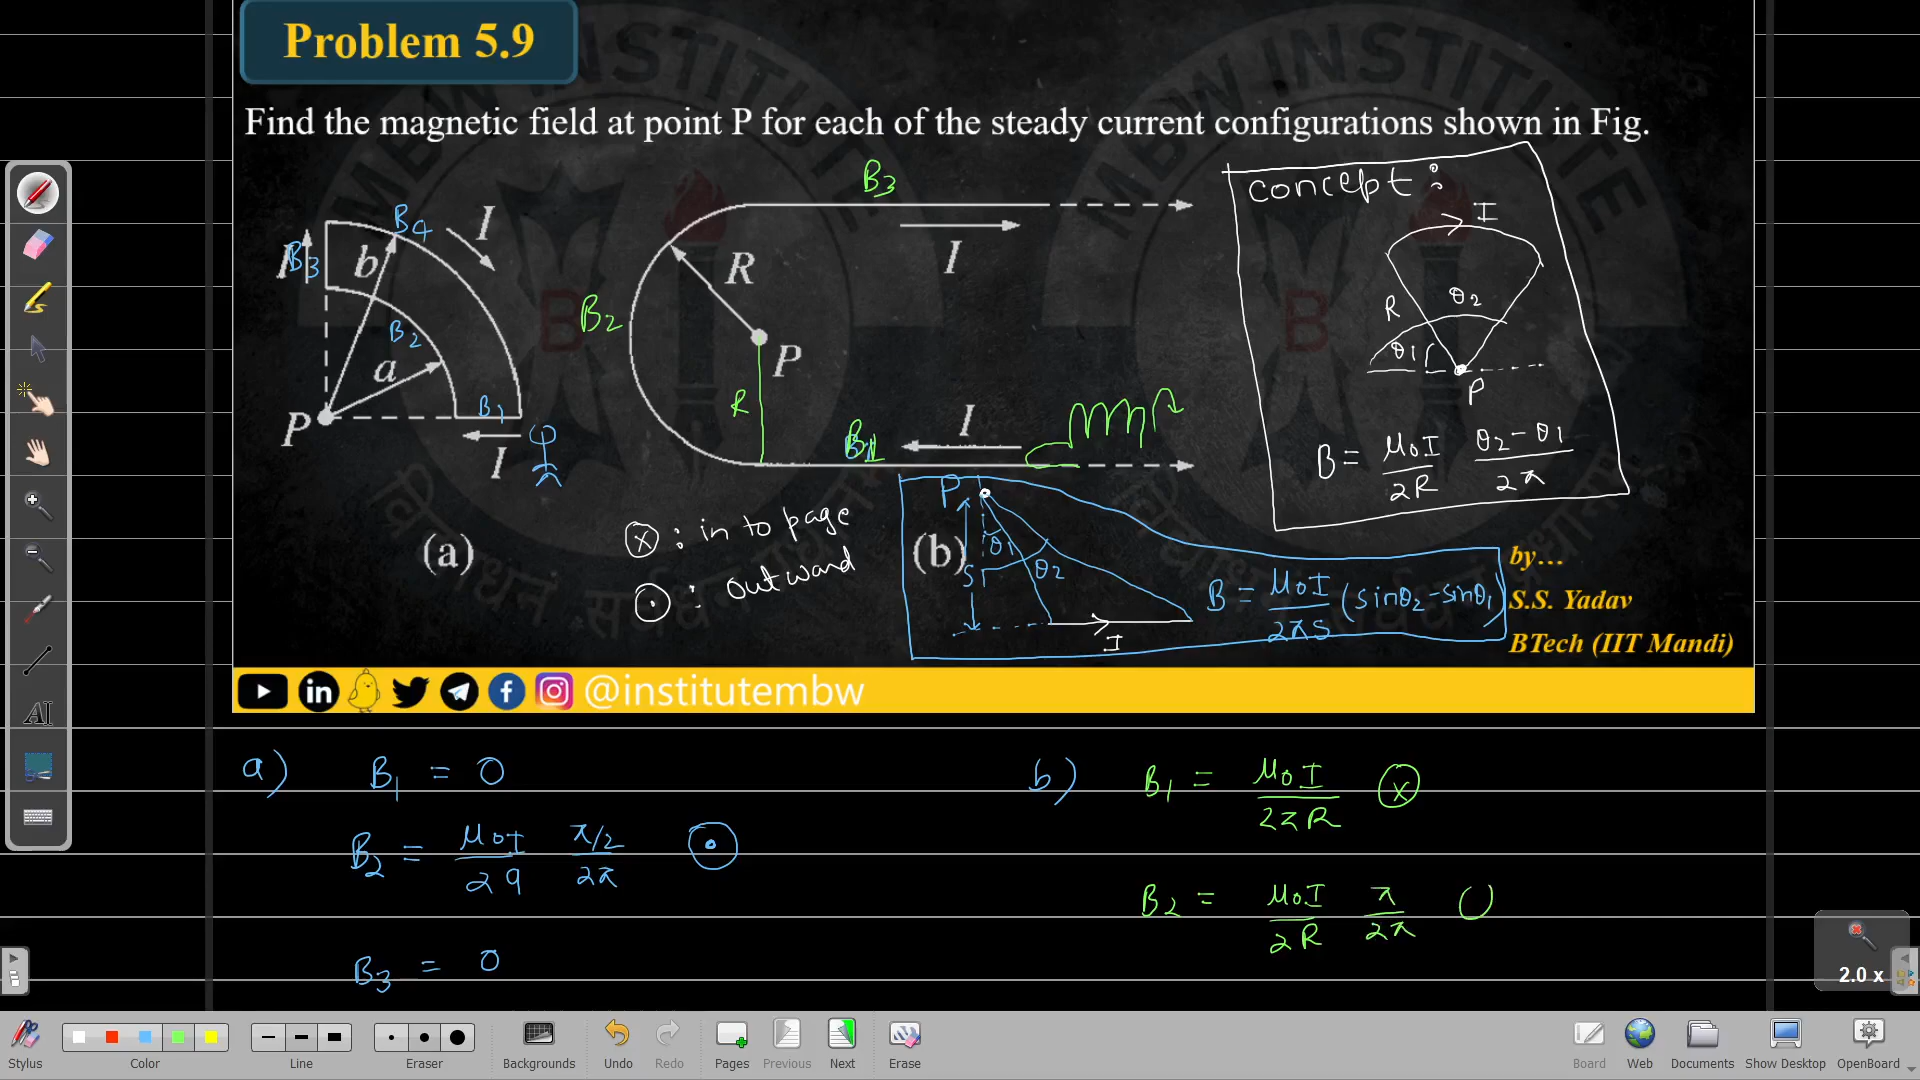 Problem 5.9
Find the magnetic field at point P for each of the steady current configurations shown in Fig.
B3
concept :
I
R
θ2
θ1
P
B = μ0I/2R (θ2-θ1)/2π
B4
I
B3
b
B2
a
B1
P
I
(a)
B2
R
P
R
I
B1
I
(b)
ⓧ : in to page
⊙ : outward
P
θ1
θ2
S
I
B = μ0I/2πS (sinθ2-sinθ1)
by…
S.S. Yadav
BTech (IIT Mandi)
@institutembw
a) B1 = 0
B2 = μ0I/2a (π/2)/2π ⊙
B3 = 0
b) B1 = μ0I/2πR ⓧ
B2 = μ0I/2R π/2π
2.0 x
Stylus
Color
Line
Eraser
Backgrounds
Undo
Redo
Pages
Previous
Next
Erase
Board
Web
Documents
Show Desktop
OpenBoard